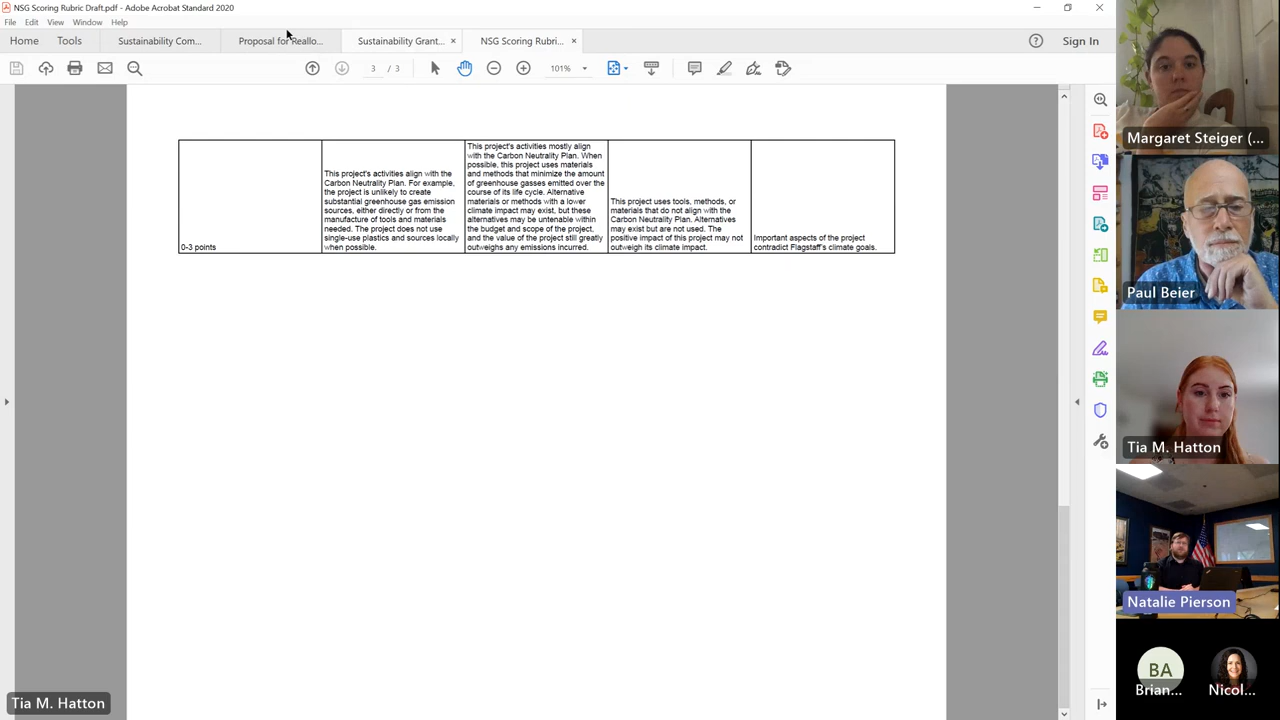 NSG Scoring Rubric Draft.pdf - Adobe Acrobat Standard 2020
File Edit View Window Help
Home Tools Sustainability Com... Proposal for Reallo... Sustainability Grant... × NSG Scoring Rubri... × Sign In
3 / 3 101%
0-3 points
This project's activities align with the
Carbon Neutrality Plan. For example,
the project is unlikely to create
substantial greenhouse gas emission
sources, either directly or from the
manufacture of tools and materials
needed. The project does not use
single-use plastics and sources locally
when possible.
This project's activities mostly align
with the Carbon Neutrality Plan. When
possible, this project uses materials
and methods that minimize the amount
of greenhouse gasses emitted over the
course of its life cycle. Alternative
materials or methods with a lower
climate impact may exist, but these
alternatives may be untenable within
the budget and scope of the project,
and the value of the project still greatly
outweighs any emissions incurred.
This project uses tools, methods, or
materials that do not align with the
Carbon Neutrality Plan. Alternatives
may exist but are not used. The
positive impact of this project may not
outweigh its climate impact.
Important aspects of the project
contradict Flagstaff's climate goals.
Margaret Steiger (...
Paul Beier
Tia M. Hatton
Natalie Pierson
BA
Brian... Nicol...
Tia M. Hatton